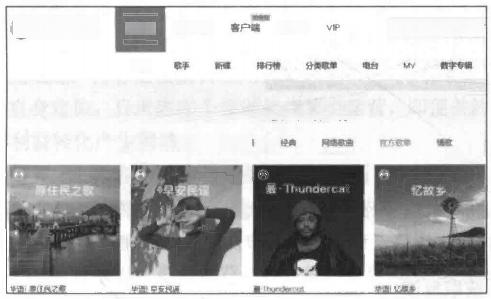 客户端 VIP
歌手 新碟 排行榜 分类歌单 电台 MV 数字专辑
经典 网络歌曲 官方歌单 情歌
原住民之歌 早安民谣 最·Thundercat 忆故乡
华语| 原住民之歌 华语| 早安民谣 最·Thundercat 华语| 忆故乡